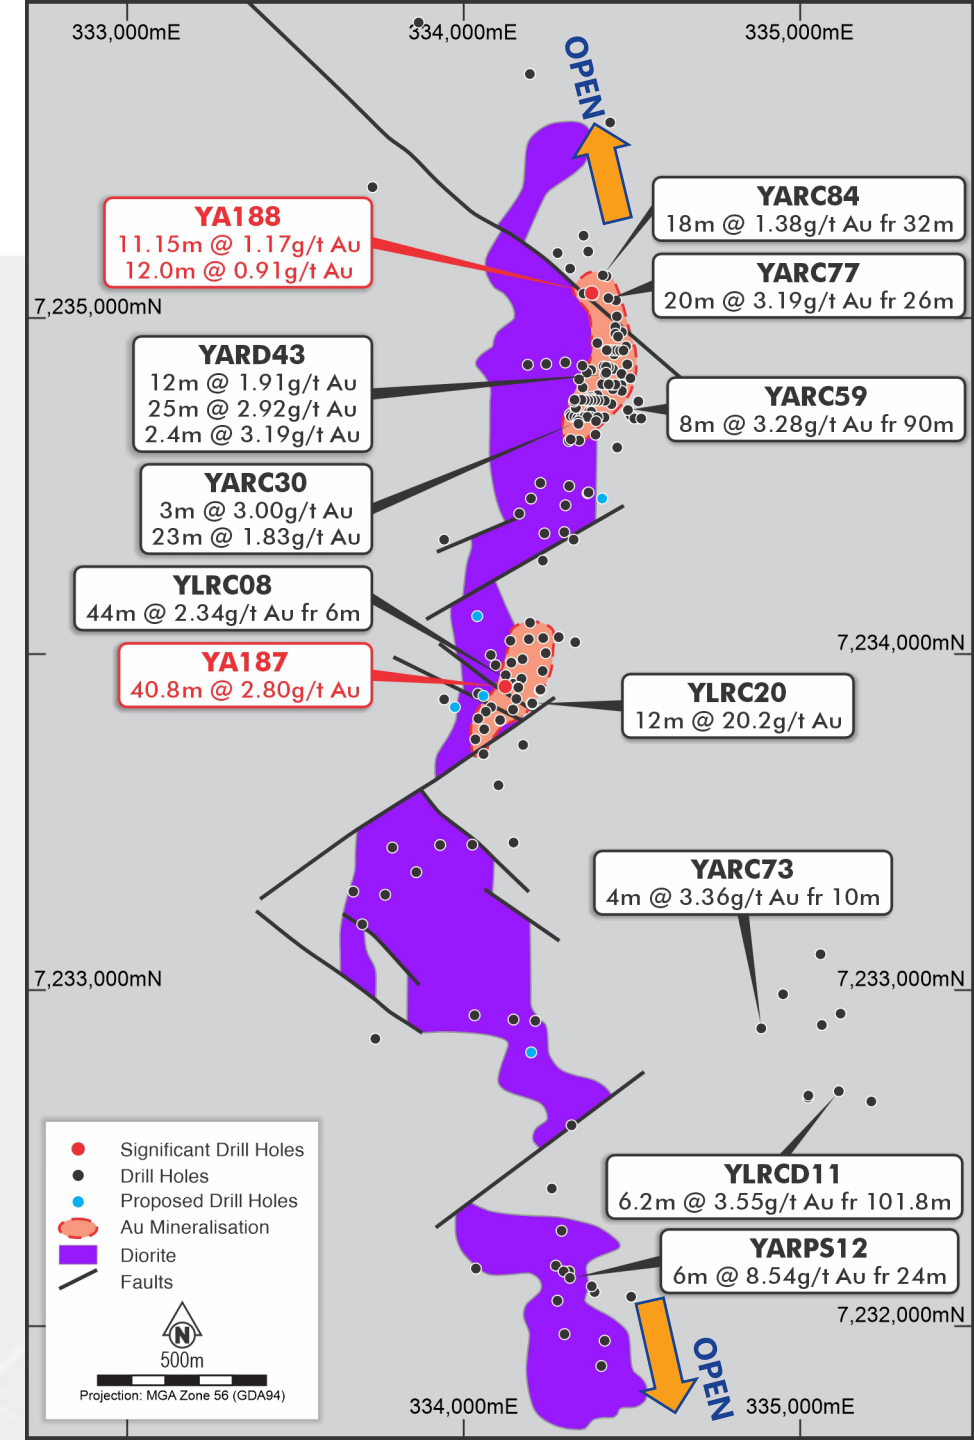 333,000mE
334,000mE
335,000mE
OPEN
YARC84
18m @ 1.38g/t Au fr 32m
YA188
11.15m @ 1.17g/t Au
12.0m @ 0.91g/t Au
YARC77
20m @ 3.19g/t Au fr 26m
7,235,000mN
YARD43
12m @ 1.91g/t Au
25m @ 2.92g/t Au
2.4m @ 3.19g/t Au
YARC59
8m @ 3.28g/t Au fr 90m
YARC30
3m @ 3.00g/t Au
23m @ 1.83g/t Au
YLRC08
44m @ 2.34g/t Au fr 6m
7,234,000mN
YA187
40.8m @ 2.80g/t Au
YLRC20
12m @ 20.2g/t Au
YARC73
4m @ 3.36g/t Au fr 10m
7,233,000mN
7,233,000mN
YLRCD11
6.2m @ 3.55g/t Au fr 101.8m
YARPS12
6m @ 8.54g/t Au fr 24m
7,232,000mN
OPEN
Significant Drill Holes
Drill Holes
Proposed Drill Holes
Au Mineralisation
Diorite
Faults
N
500m
Projection: MGA Zone 56 (GDA94)
334,000mE
335,000mE